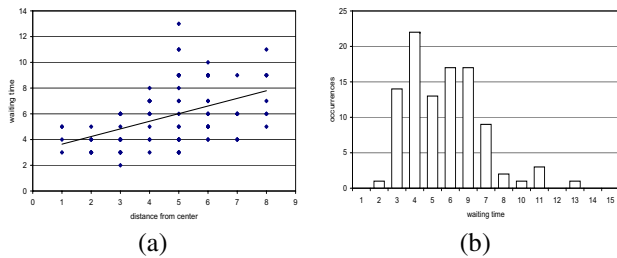 14
12
10
8
6
4
2
0
waiting time
0 1 2 3 4 5 6 7 8 9
distance from center
(a)
25
20
15
10
5
0
occurrences
1 2 3 4 5 6 9 7 8 10 11 12 13 14 15
waiting time
(b)